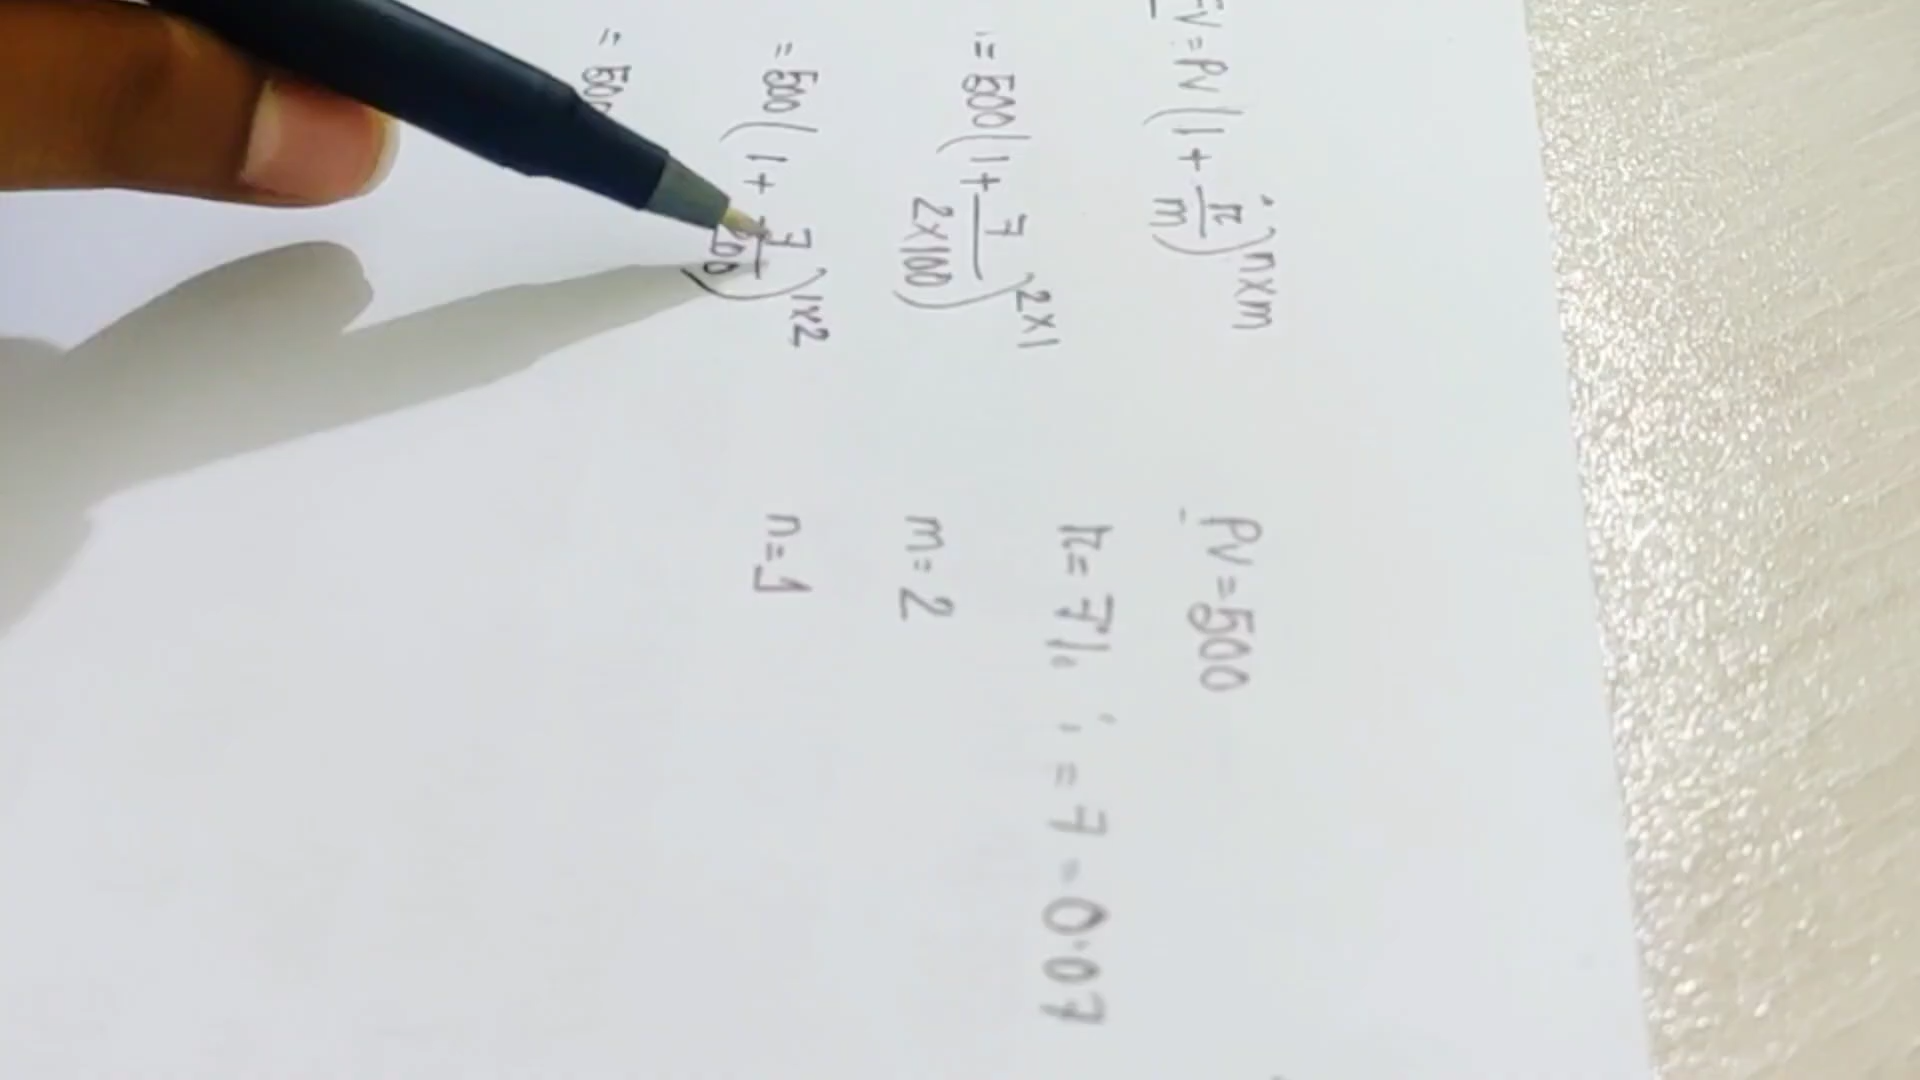 FV = PV (1 + r/m)^n×m
= 500 (1 + 7/2×100)^2×1
= 500 (1 + 7/200)^1×2
= 500
PV = 500
r = 7% i = 7 = 0.07
m = 2
n = 1